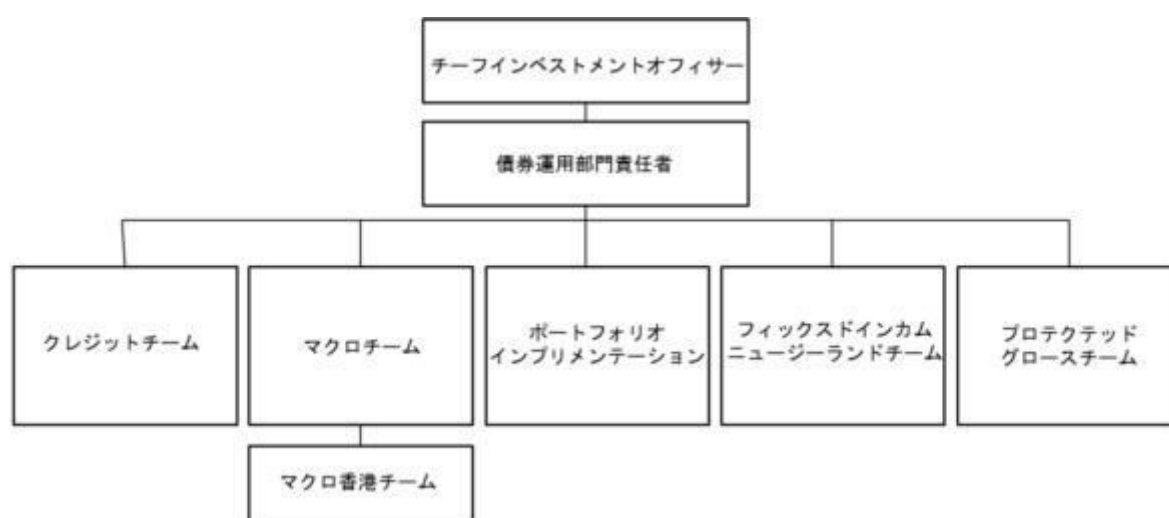 チーフインベストメントオフィサー
債券運用部門責任者
クレジットチーム
マクロチーム
ポートフォリオ
インプリメンテーション
フィックスドインカム
ニュージーランドチーム
プロテクテッド
グロースチーム
マクロ香港チーム